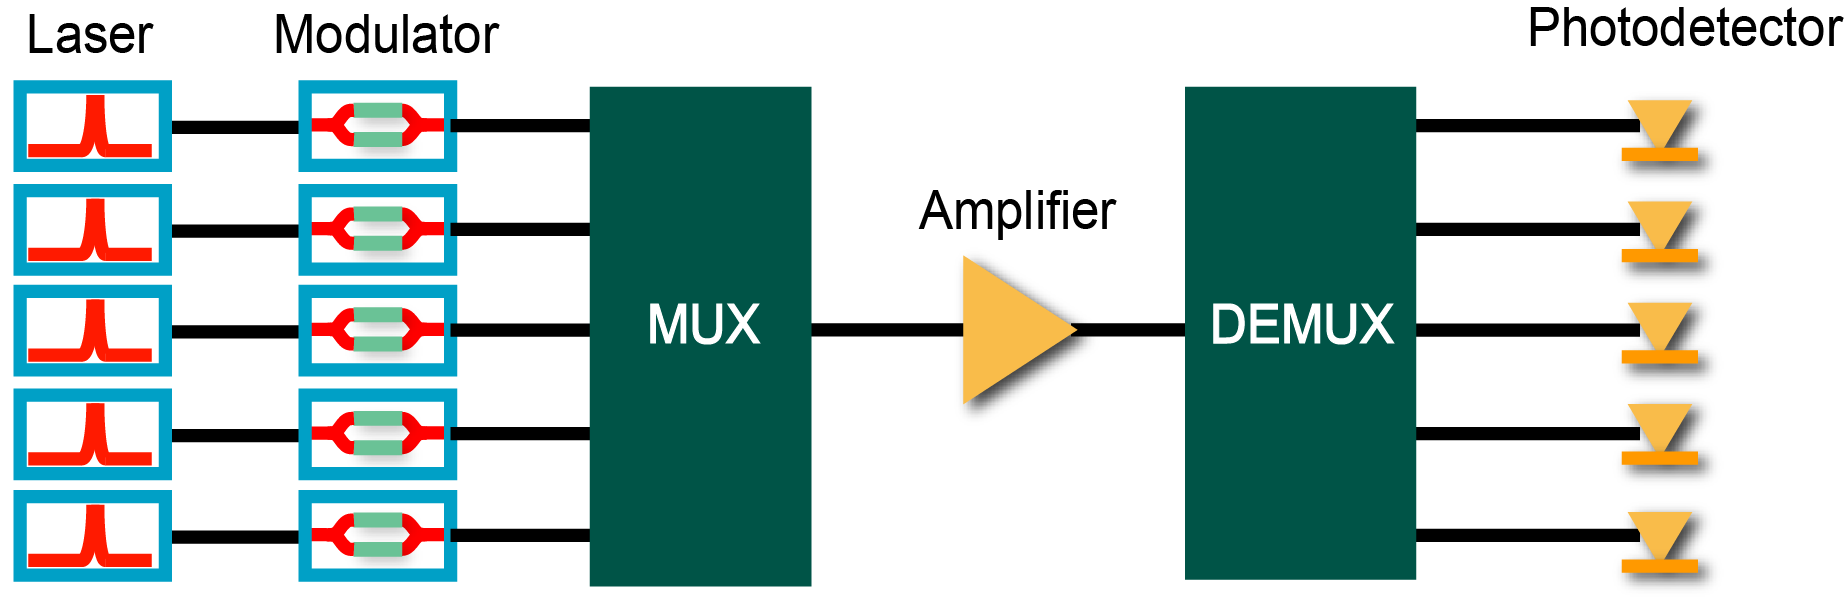 Laser
Modulator
Photodetector
Amplifier
MUX
DEMUX